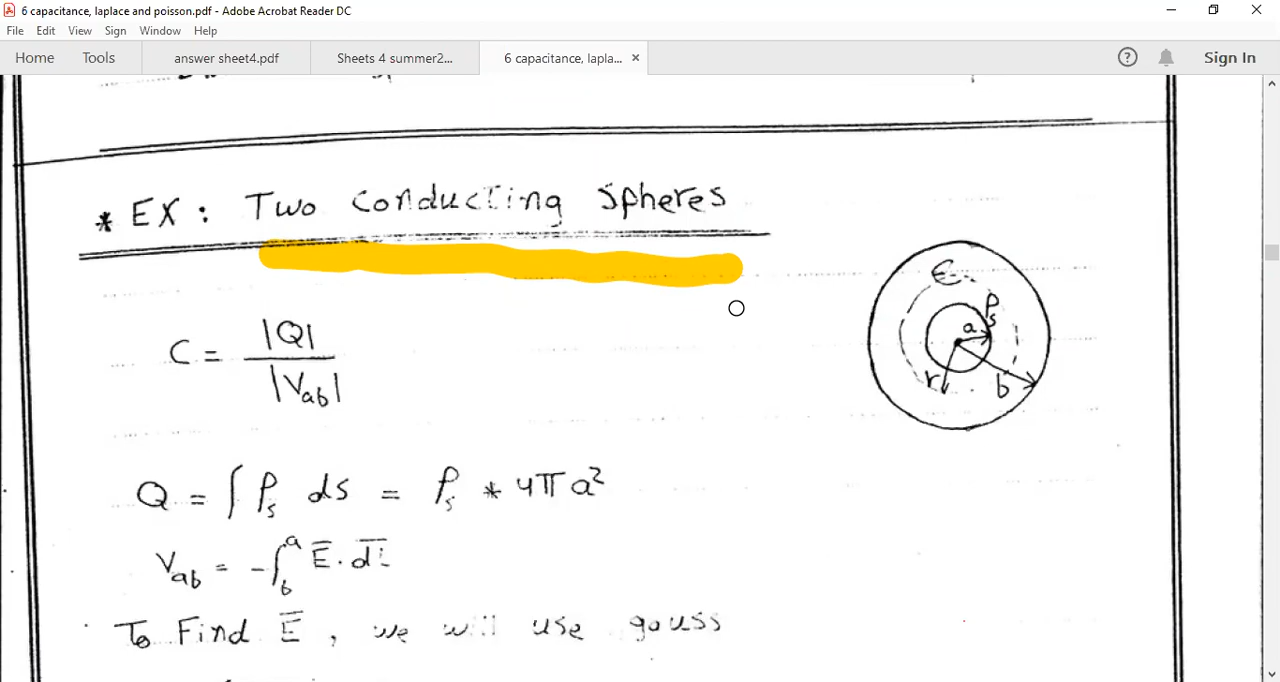 6 capacitance, laplace and poisson.pdf - Adobe Acrobat Reader DC
File Edit View Sign Window Help
Home Tools answer sheet4.pdf Sheets 4 summr2... 6 capacitance, lapla... × ? Sign In
* EX : Two conducting Spheres
C = |Q| / |Vab|
ε
ρs
a
r
b
Q = ∫ ρs ds = ρs * 4π a²
Vab = -∫_b^a E̅ . dl̅
To Find E̅ , we will use gauss